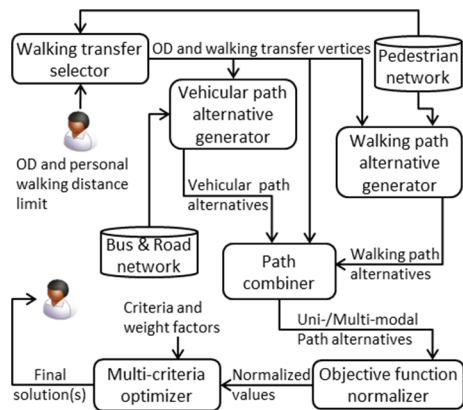 Walking transfer
selector
OD and walking transfer vertices
Pedestrian
network
Vehicular path
alternative
generator
OD and personal
walking distance
limit
Walking path
alternative
generator
Vehicular path
alternatives
Bus & Road
network
Path
combiner
Walking path
alternatives
Criteria and
weight factors
Uni-/Multi-modal
Path alternatives
Final
solution(s)
Multi-criteria
optimizer
Normalized
values
Objective function
normalizer